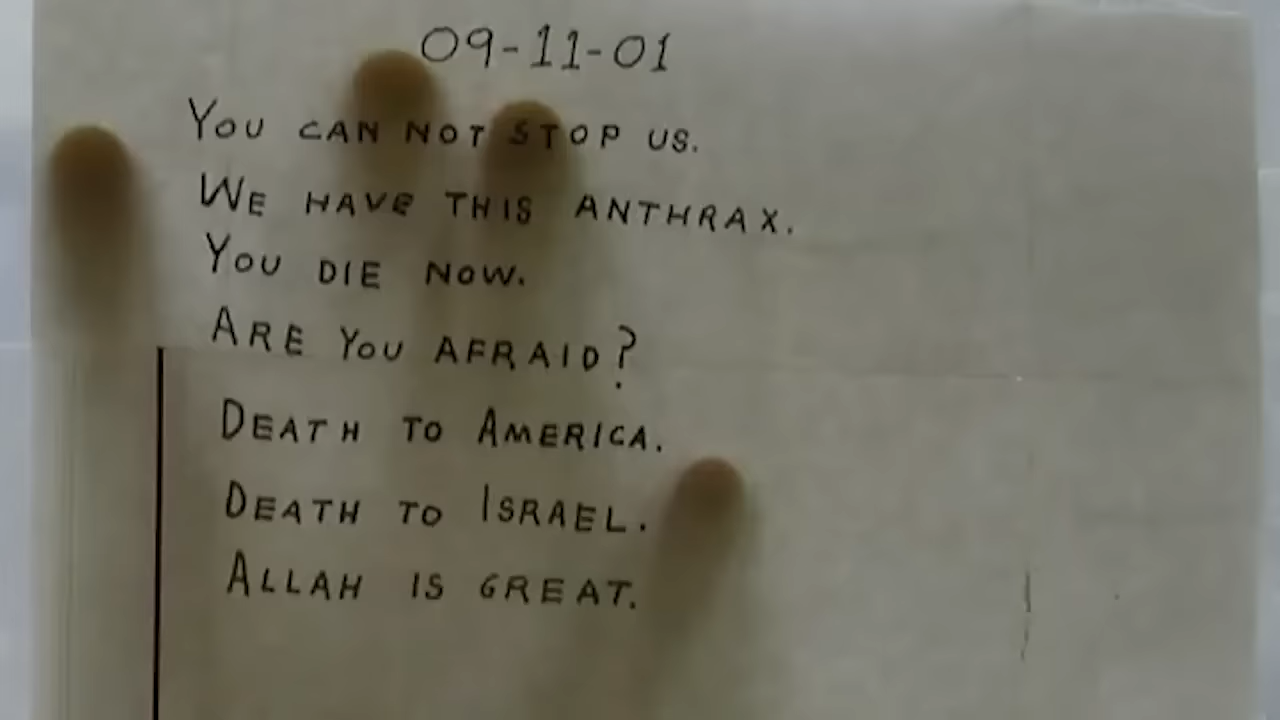 09-11-01
YOU CAN NOT STOP US.
WE HAVE THIS ANTHRAX.
YOU DIE NOW.
ARE YOU AFRAID?
DEATH TO AMERICA.
DEATH TO ISRAEL.
ALLAH IS GREAT.